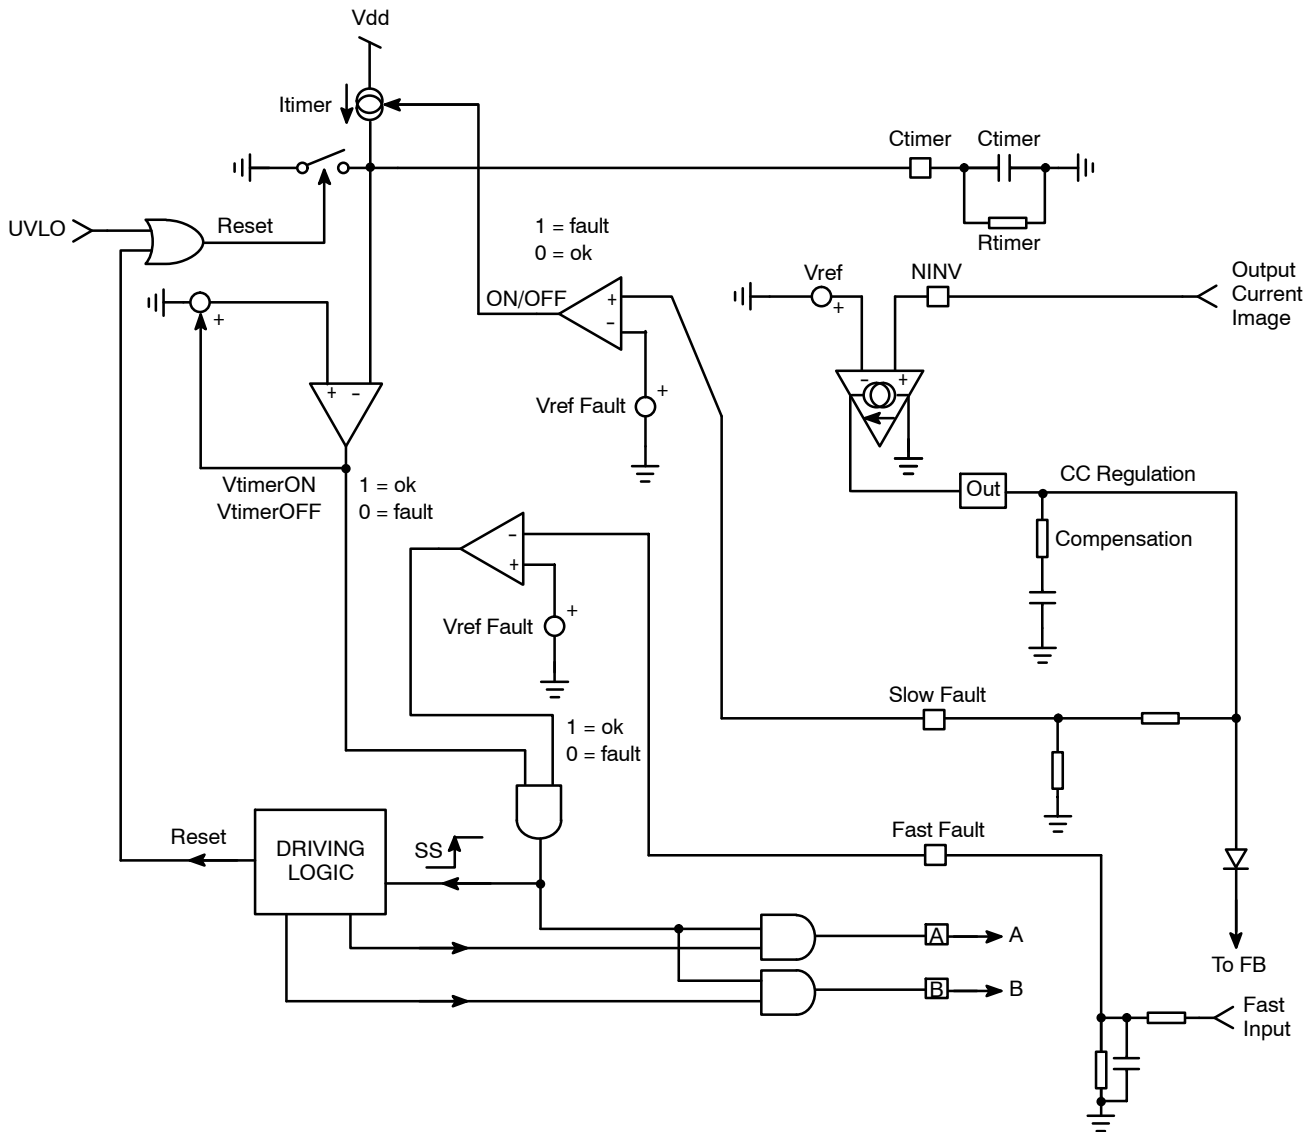 Vdd
Itimer
Ctimer
Ctimer
Rtimer
UVLO
Reset
1 = fault
0 = ok
ON/OFF
+
–
Vref
NINV
Output
Current
Image
+
+
– +
+ –
Vref Fault
+
VtimerON
VtimerOFF
1 = ok
0 = fault
Out
CC Regulation
Compensation
–
+
Vref Fault
+
Slow Fault
1 = ok
0 = fault
Fast Fault
Reset
DRIVING
LOGIC
SS
A
A
B
B
To FB
Fast
Input